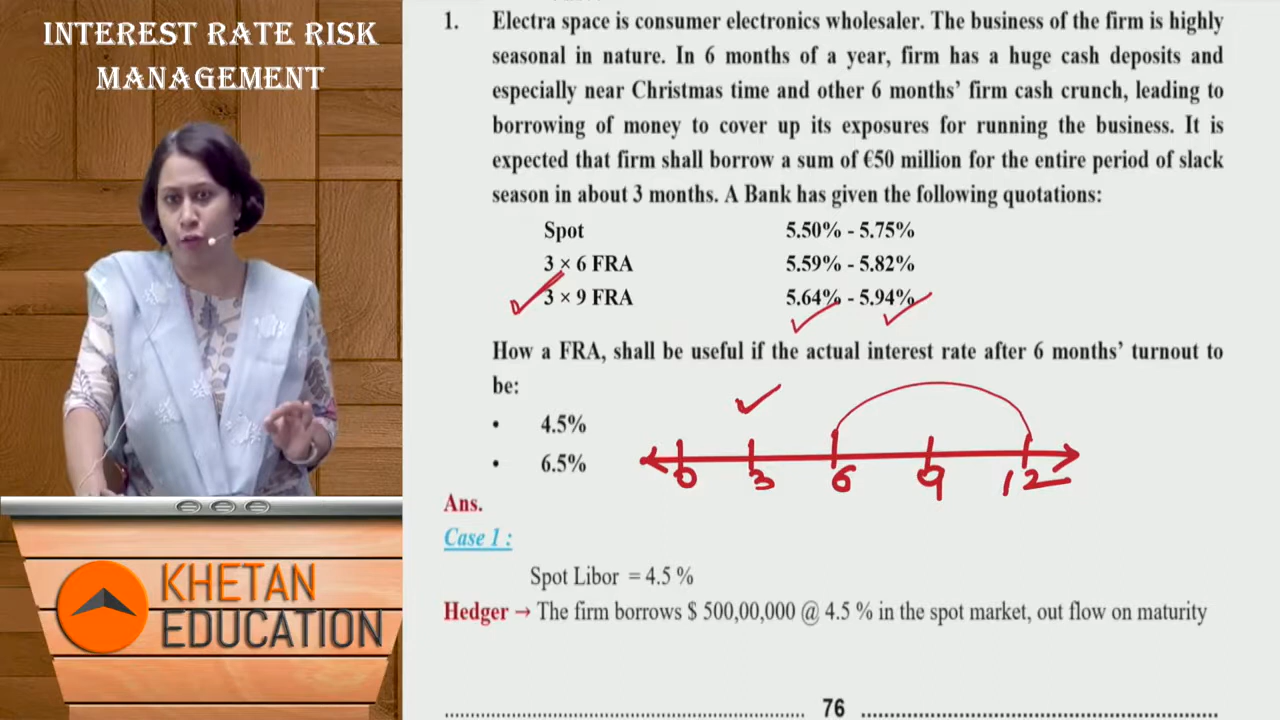 INTEREST RATE RISK
MANAGEMENT
1. Electra space is consumer electronics wholesaler. The business of the firm is highly
seasonal in nature. In 6 months of a year, firm has a huge cash deposits and
especially near Christmas time and other 6 months' firm cash crunch, leading to
borrowing of money to cover up its exposures for running the business. It is
expected that firm shall borrow a sum of €50 million for the entire period of slack
season in about 3 months. A Bank has given the following quotations:
Spot 5.50% - 5.75%
3 × 6 FRA 5.59% - 5.82%
3 × 9 FRA 5.64% - 5.94%
How a FRA, shall be useful if the actual interest rate after 6 months' turnout to
be:
• 4.5%
• 6.5%
0 3 6 9 12
Ans.
Case 1 :
Spot Libor = 4.5 %
Hedger → The firm borrows $ 500,00,000 @ 4.5 % in the spot market, out flow on maturity
76
KHETAN
EDUCATION